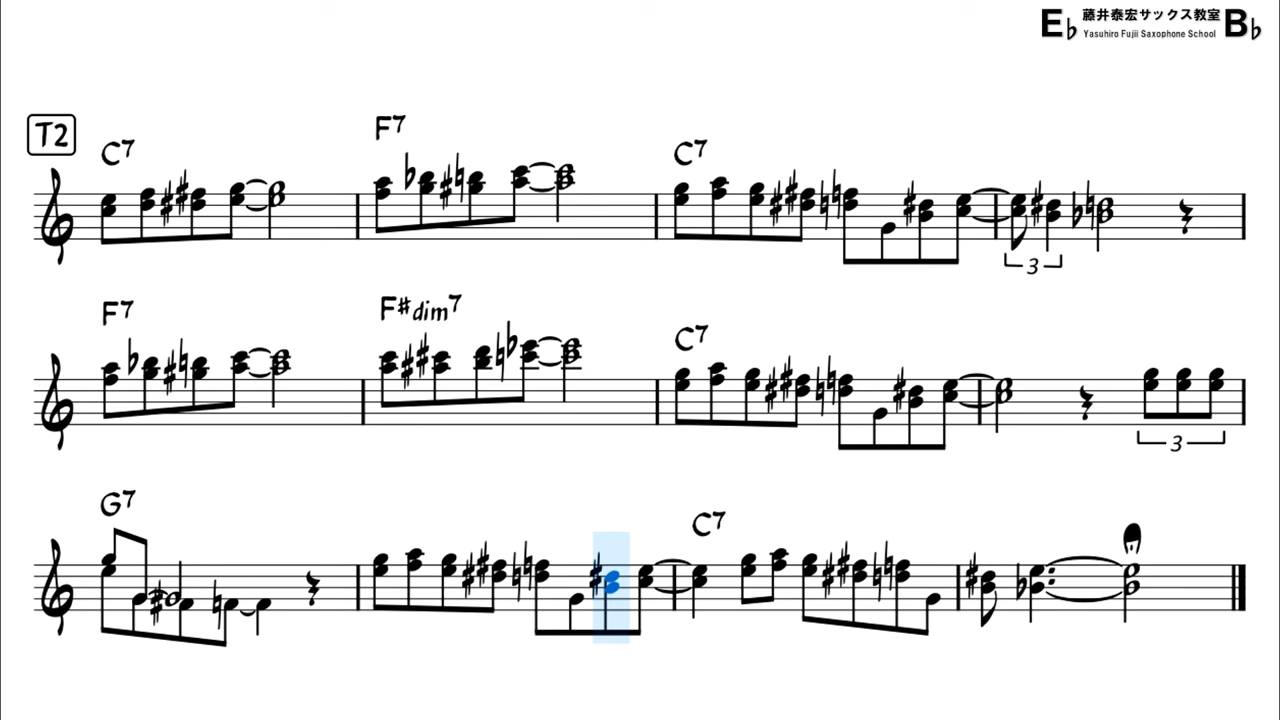 E♭ 藤井泰宏サックス教室 B♭
Yasuhiro Fujii Saxophone School
T2
C7 F7 C7
3
F7 F#dim7 C7
3
G7 C7